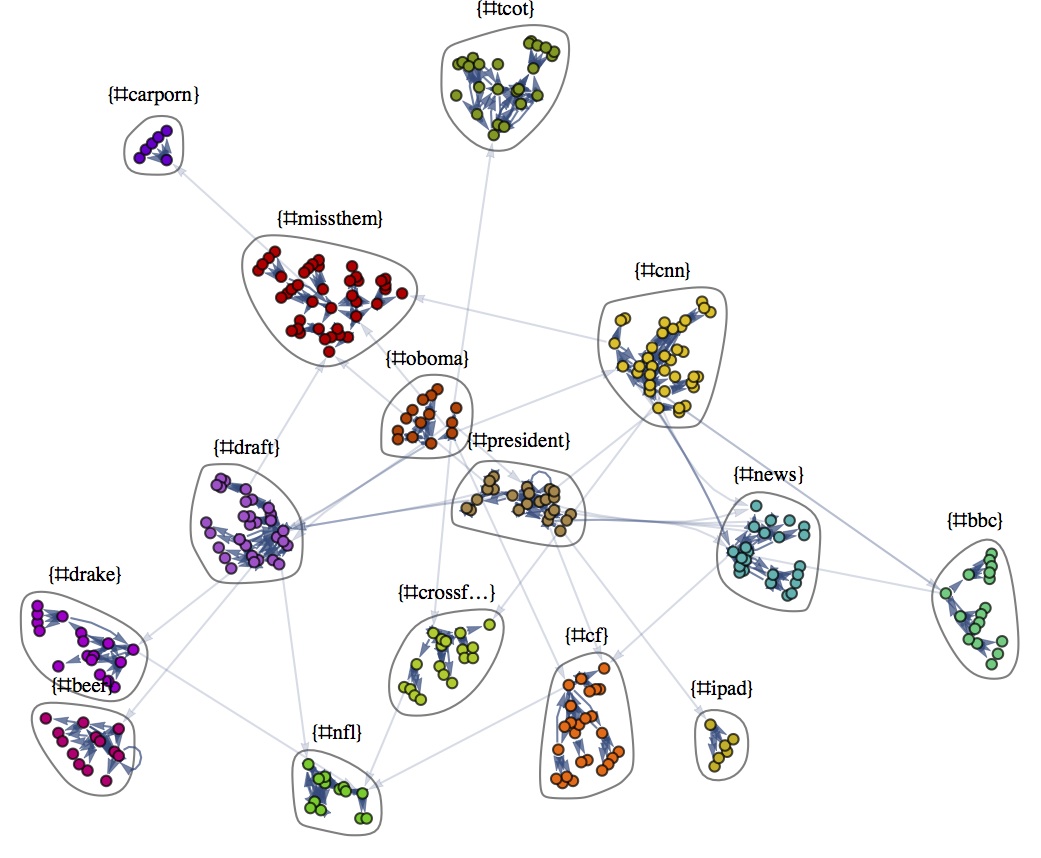 {#tcot}
{#carporn}
{#missthem}
{#cnn}
{#oboma}
{#president}
{#draft}
{#news}
{#bbc}
{#drake}
{#crossf...}
{#cf}
{#beer}
{#ipad}
{#nfl}